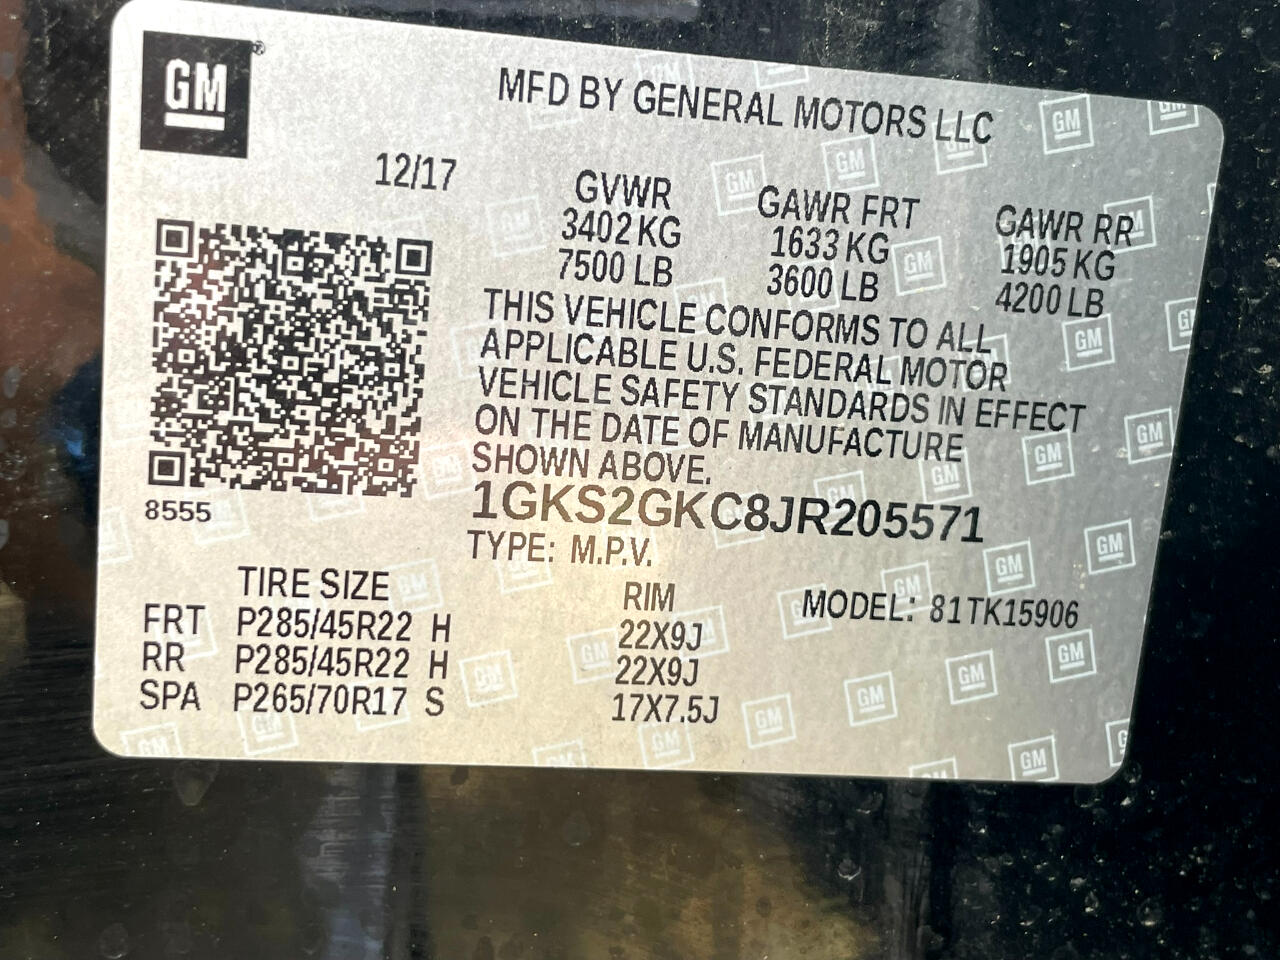 GM®
MFD BY GENERAL MOTORS LLC
12/17
GVWR
3402 KG
7500 LB
GAWR FRT
1633 KG
3600 LB
GAWR RR
1905 KG
4200 LB
THIS VEHICLE CONFORMS TO ALL
APPLICABLE U.S. FEDERAL MOTOR
VEHICLE SAFETY STANDARDS IN EFFECT
ON THE DATE OF MANUFACTURE
SHOWN ABOVE.
8555
1GKS2GKC8JR205571
TYPE: M.P.V.
TIRE SIZE
RIM
MODEL: 81TK15906
FRT P285/45R22 H 22X9J
RR P285/45R22 H 22X9J
SPA P265/70R17 S 17X7.5J